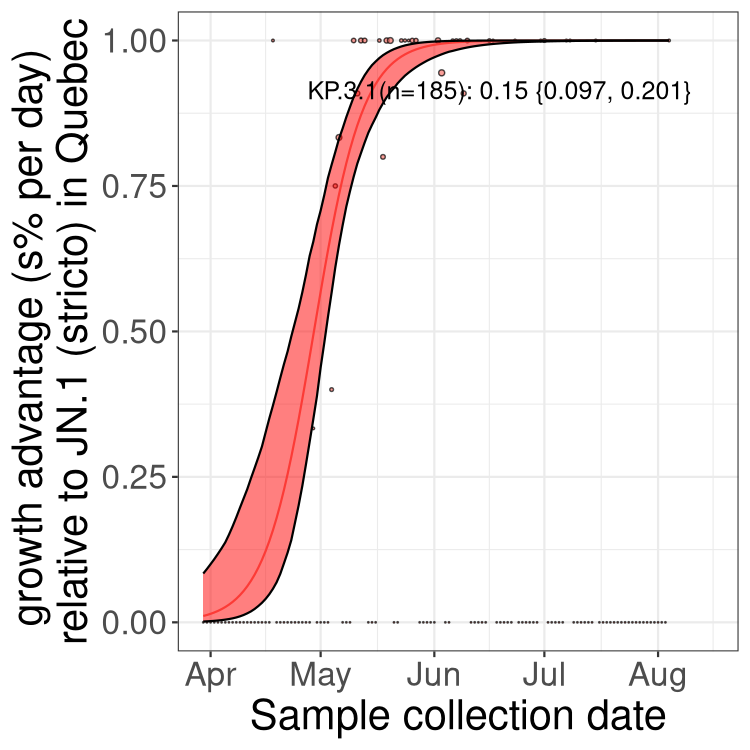 growth advantage (s% per day)
relative to JN.1 (stricto) in Quebec
1.00
0.75
0.50
0.25
0.00
KP.3.1(n=185): 0.15 {0.097, 0.201}
Apr May Jun Jul Aug
Sample collection date